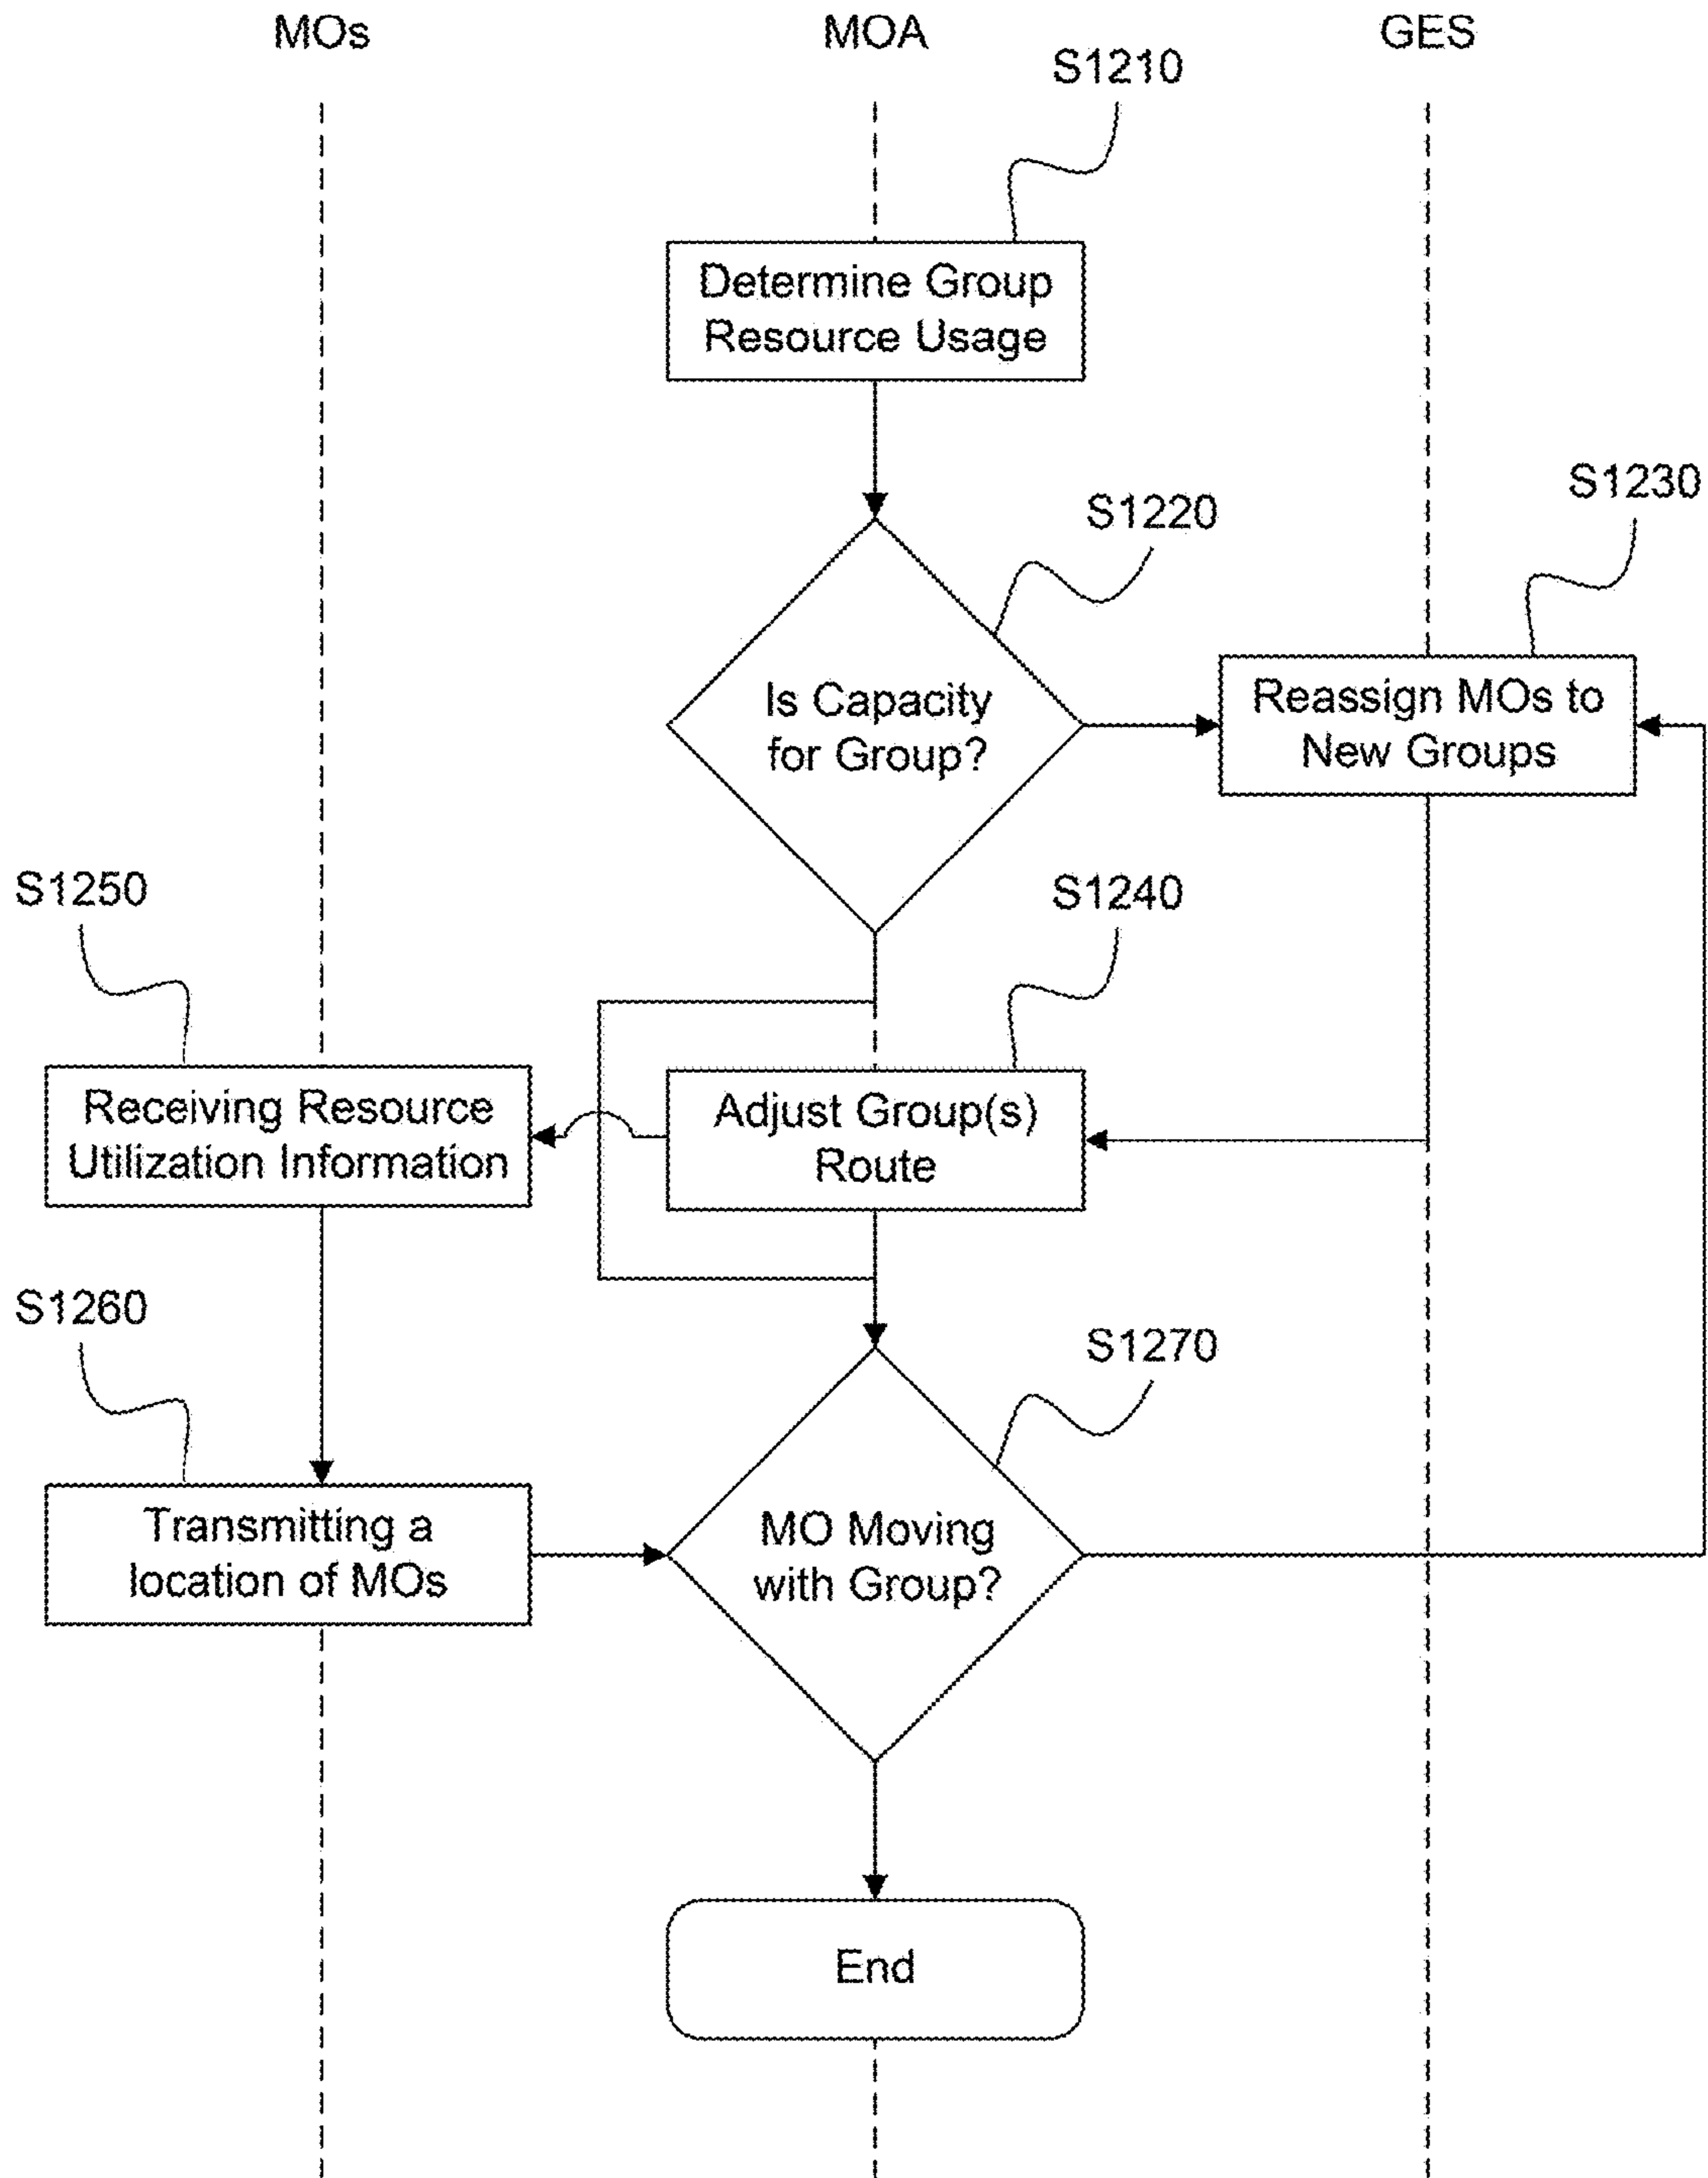 MOs
MOA
GES
S1210
Determine Group
Resource Usage
S1220
S1230
Is Capacity
for Group?
Reassign MOs to
New Groups
S1250
S1240
Receiving Resource
Utilization Information
Adjust Group(s)
Route
S1260
S1270
Transmitting a
location of MOs
MO Moving
with Group?
End